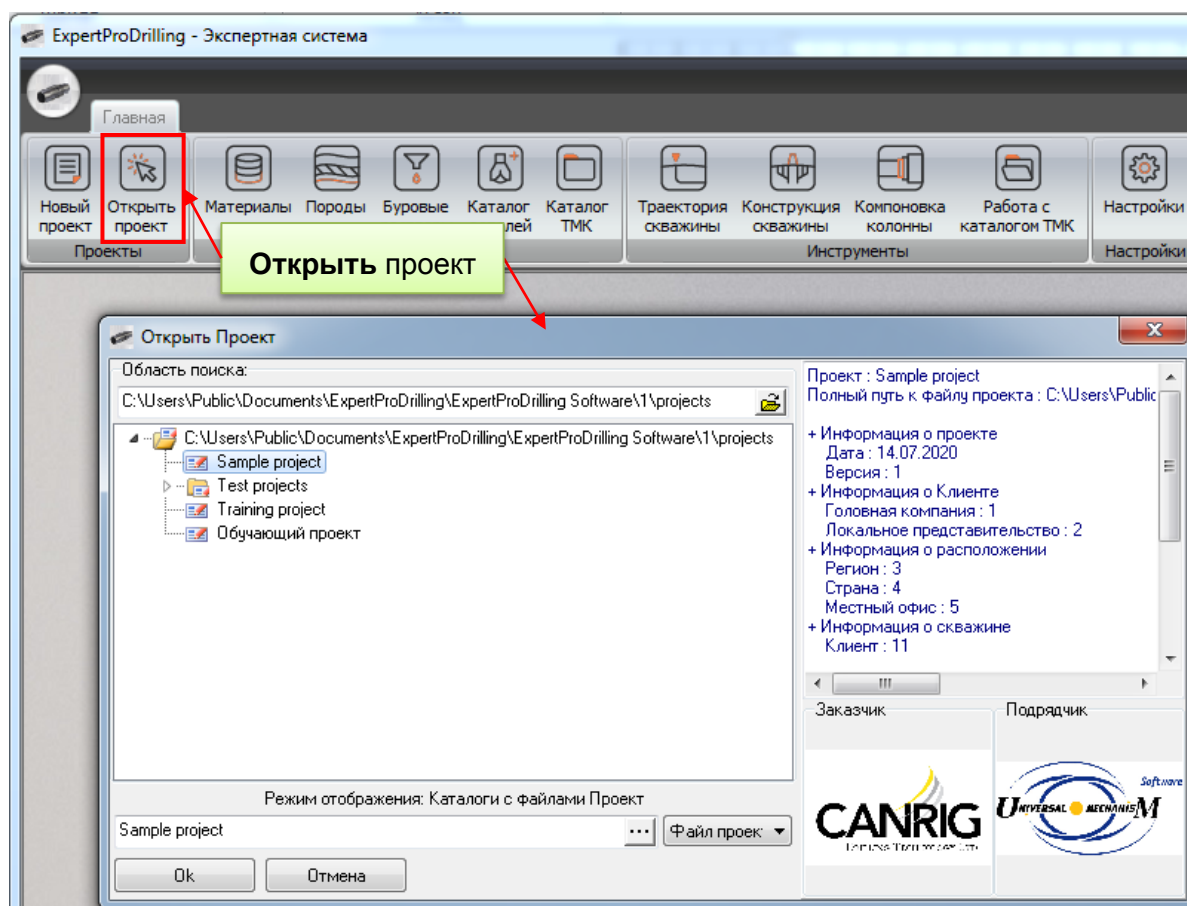 ExpertProDrilling - Экспертная система
Главная
Новый проект
Открыть проект
Материалы
Породы
Буровые
Каталог
лей
Каталог ТМК
Траектория скважины
Конструкция скважины
Компоновка колонны
Работа с каталогом ТМК
Настройки
Проекты
Инструменты
Настройки
Открыть проект
Открыть Проект
Область поиска:
C:\Users\Public\Documents\ExpertProDrilling\ExpertProDrilling Software\1\projects
C:\Users\Public\Documents\ExpertProDrilling\ExpertProDrilling Software\1\projects
Sample project
Test projects
Training project
Обучающий проект
Режим отображения: Каталоги с файлами Проект
Sample project
... Файл проек
Ok
Отмена
Проект : Sample project
Полный путь к файлу проекта : C:\Users\Public
+ Информация о проекте
Дата : 14.07.2020
Версия : 1
+ Информация о Клиенте
Головная компания : 1
Локальное представительство : 2
+ Информация о расположении
Регион : 3
Страна : 4
Местный офис : 5
+ Информация о скважине
Клиент : 11
Заказчик
CANRIG
Подрядчик
Software
UNIVERSAL MECHANISM